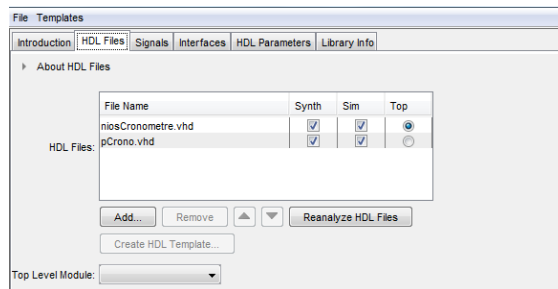 File Templates
Introduction HDL Files Signals Interfaces HDL Parameters Library Info
About HDL Files
File Name Synth Sim Top
niosCronometre.vhd
HDL Files: pCrono.vhd
Add... Remove Reanalyze HDL Files
Create HDL Template...
Top Level Module: